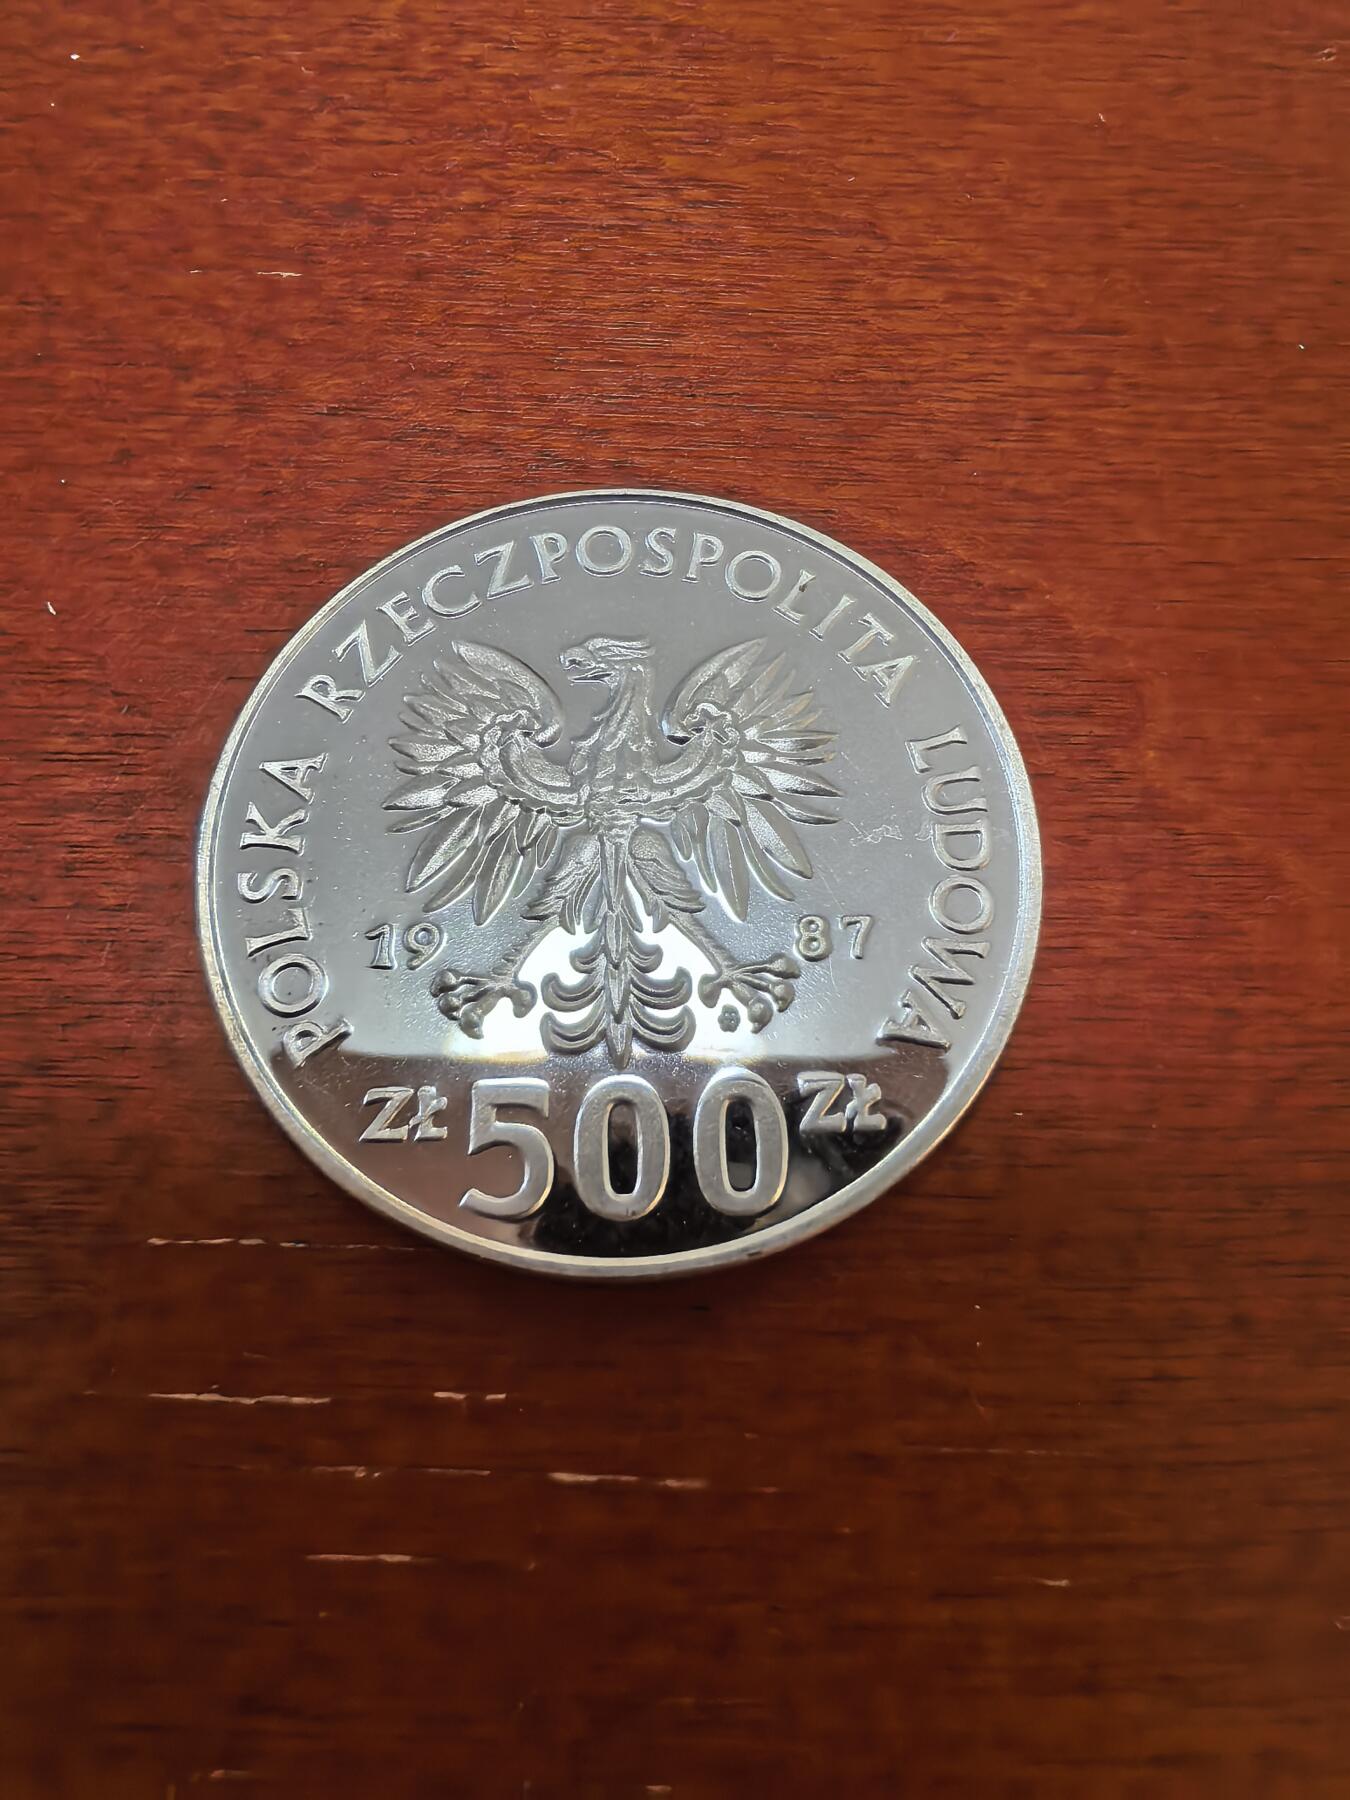 POLSKA RZECZPOSPOLITA LUDOWA
19 87
ZŁ 500 ZŁ